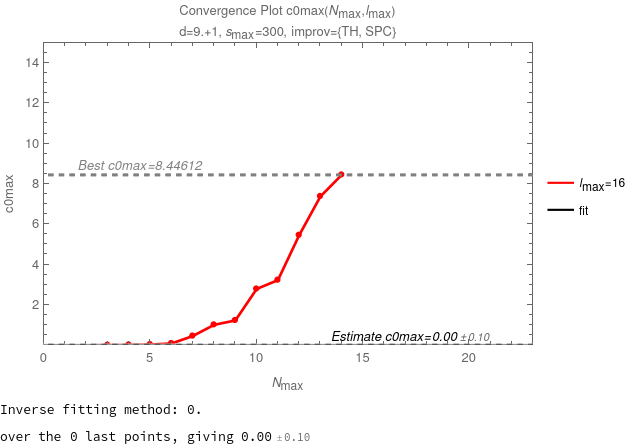 Convergence Plot c0max(Nmax,lmax)
d=9.+1, smax=300, improv={TH, SPC}
14
12
10
8
6
4
2
c0max
Best c0max=8.44612
Estimate c0max=0.00 ±0.10
0
5
10
15
20
Nmax
lmax=16
fit
Inverse fitting method: 0.
over the 0 last points, giving 0.00 ±0.10